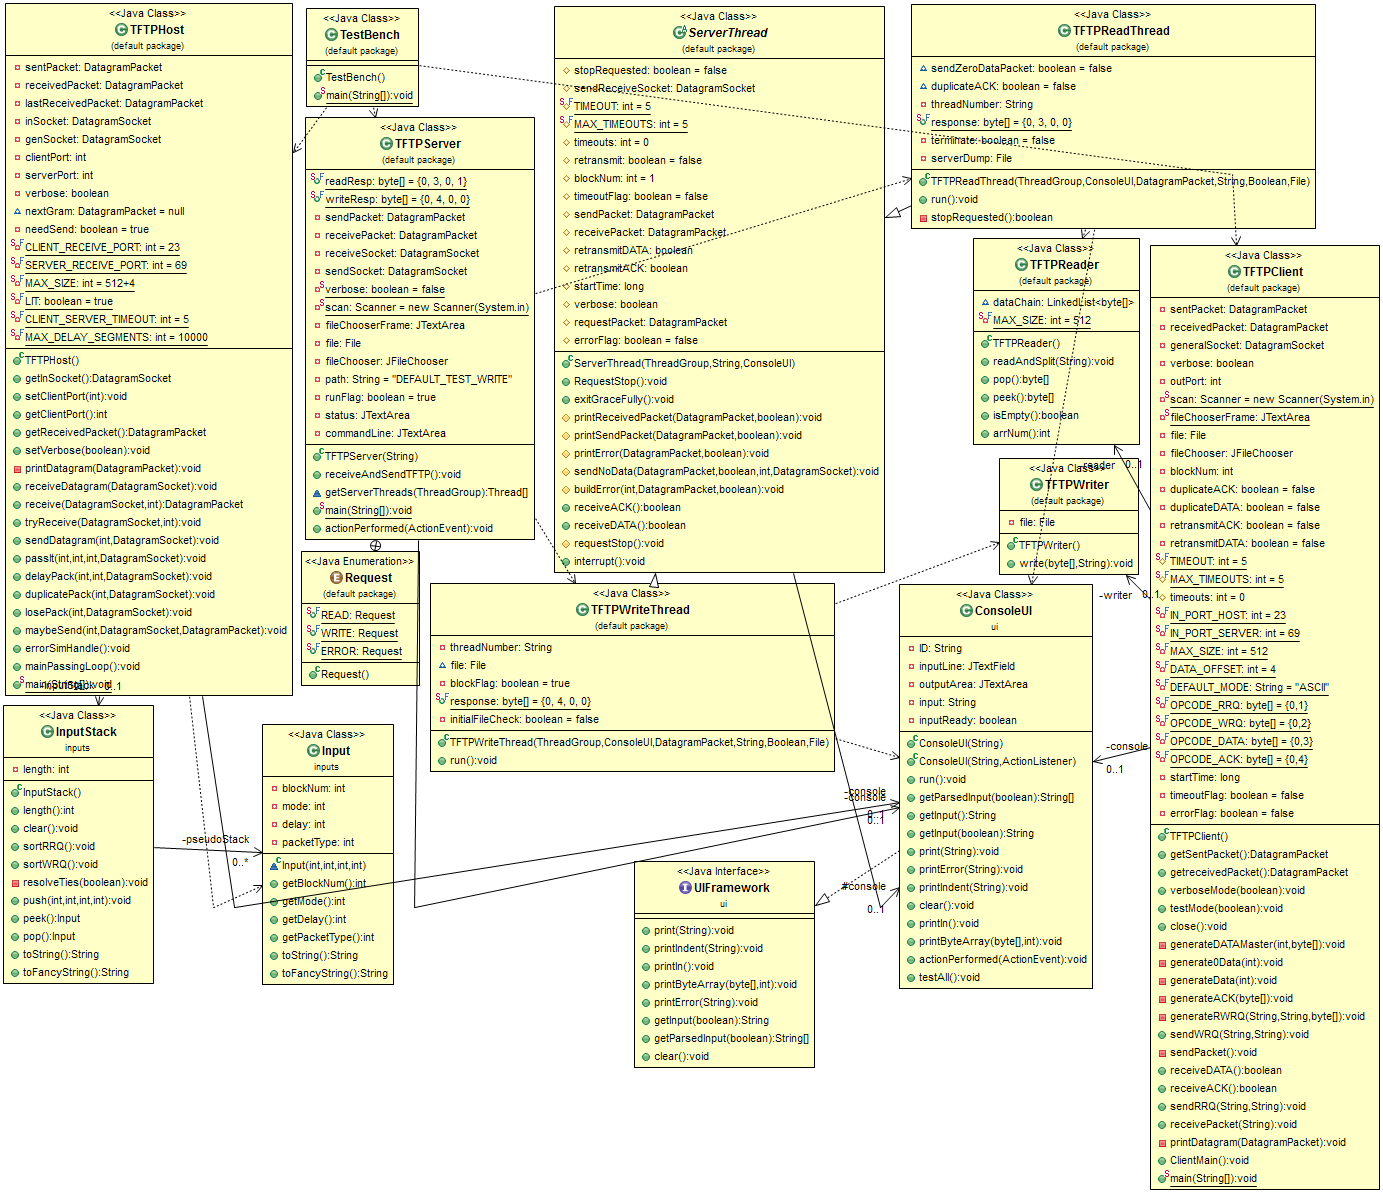 <<Java Class>>
TFTPHost
(default package)
sentPacket: DatagramPacket
receivedPacket: DatagramPacket
lastReceivedPacket: DatagramPacket
inSocket: DatagramSocket
genSocket: DatagramSocket
clientPort: int
serverPort: int
verbose: boolean
nextGram: DatagramPacket = null
needSend: boolean = true
CLIENT_RECEIVE_PORT: int = 23
SERVER_RECEIVE_PORT: int = 69
MAX_SIZE: int = 512+4
LIT: boolean = true
CLIENT_SERVER_TIMEOUT: int = 5
MAX_DELAY_SEGMENTS: int = 10000
TFTPHost()
getInSocket():DatagramSocket
setClientPort(int):void
getClientPort():int
getReceivedPacket():DatagramPacket
setVerbose(boolean):void
printDatagram(DatagramPacket):void
receiveDatagram(DatagramSocket):void
receive(DatagramSocket,int):DatagramPacket
tryReceive(DatagramSocket,int):void
sendDatagram(int,DatagramSocket):void
passIt(int,int,DatagramSocket):void
delayPack(int,int,DatagramSocket):void
duplicatePack(int,DatagramSocket):void
losePack(int,DatagramSocket):void
maybeSend(int,DatagramSocket,DatagramPacket):void
errorSimHandle():void
mainPassingLoop():void
main(String[]):void
-inputStack 0..1
<<Java Class>>
TestBench
(default package)
TestBench()
main(String[]):void
<<Java Class>>
TFTPServer
(default package)
readResp: byte[] = {0, 3, 0, 1}
writeResp: byte[] = {0, 4, 0, 0}
sendPacket: DatagramPacket
receivePacket: DatagramPacket
receiveSocket: DatagramSocket
sendSocket: DatagramSocket
verbose: boolean = false
scan: Scanner = new Scanner(System.in)
fileChooserFrame: JTextArea
file: File
fileChooser: JFileChooser
path: String = "DEFAULT_TEST_WRITE"
runFlag: boolean = true
status: JTextArea
commandLine: JTextArea
TFTPServer(String)
receiveAndSendTFTP():void
getServerThreads(ThreadGroup):Thread[]
main(String[]):void
actionPerformed(ActionEvent):void
<<Java Enumeration>>
Request
(default package)
READ: Request
WRITE: Request
ERROR: Request
Request()
<<Java Class>>
ServerThread
(default package)
stopRequested: boolean = false
sendReceiveSocket: DatagramSocket
TIMEOUT: int = 5
MAX_TIMEOUTS: int = 5
timeouts: int = 0
retransmit: boolean = false
blockNum: int = 1
timeoutFlag: boolean = false
sendPacket: DatagramPacket
receivePacket: DatagramPacket
retransmitDATA: boolean
retransmitACK: boolean
startTime: long
verbose: boolean
requestPacket: DatagramPacket
errorFlag: boolean = false
ServerThread(ThreadGroup,String,ConsoleUI)
RequestStop():void
exitGraceFully():void
printReceivedPacket(DatagramPacket,boolean):void
printSendPacket(DatagramPacket,boolean):void
printError(DatagramPacket,boolean):void
sendNoData(DatagramPacket,boolean,int,DatagramSocket):void
buildError(int,DatagramPacket,boolean):void
receiveACK():boolean
receiveDATA():boolean
requestStop():void
interrupt():void
<<Java Class>>
TFTPReadThread
(default package)
sendZeroDataPacket: boolean = false
duplicateACK: boolean = false
threadNumber: String
response: byte[] = {0, 3, 0, 0}
terminate: boolean = false
serverDump: File
TFTPReadThread(ThreadGroup,ConsoleUI,DatagramPacket,String,Boolean,File)
run():void
stopRequested():boolean
<<Java Class>>
TFTPReader
(default package)
dataChain: LinkedList<byte[]>
MAX_SIZE: int = 512
TFTPReader()
readAndSplit(String):void
pop():byte[]
peek():byte[]
isEmpty():boolean
arrNum():int
-reader 0..1
<<Java Class>>
TFTPWriter
(default package)
file: File
TFTPWriter()
write(byte[],String):void
-writer 0..1
<<Java Class>>
TFTPClient
(default package)
sentPacket: DatagramPacket
receivedPacket: DatagramPacket
generalSocket: DatagramSocket
verbose: boolean
outPort: int
scan: Scanner = new Scanner(System.in)
fileChooserFrame: JTextArea
file: File
fileChooser: JFileChooser
blockNum: int
duplicateACK: boolean = false
duplicateDATA: boolean = false
retransmitACK: boolean = false
retransmitDATA: boolean = false
TIMEOUT: int = 5
MAX_TIMEOUTS: int = 5
timeouts: int = 0
IN_PORT_HOST: int = 23
IN_PORT_SERVER: int = 69
MAX_SIZE: int = 512
DATA_OFFSET: int = 4
DEFAULT_MODE: String = "ASCII"
OPCODE_RRQ: byte[] = {0,1}
OPCODE_WRQ: byte[] = {0,2}
OPCODE_DATA: byte[] = {0,3}
OPCODE_ACK: byte[] = {0,4}
startTime: long
timeoutFlag: boolean = false
errorFlag: boolean = false
TFTPClient()
getSentPacket():DatagramPacket
getreceivedPacket():DatagramPacket
verboseMode(boolean):void
testMode(boolean):void
close():void
generateDATAMaster(int,byte[]):void
generate0Data(int):void
generateData(int):void
generateACK(byte[]):void
generateRWRQ(String,String,byte[]):void
sendWRQ(String,String):void
sendPacket():void
receiveDATA():boolean
receiveACK():boolean
sendRRQ(String,String):void
receivePacket(String):void
printDatagram(DatagramPacket):void
ClientMain():void
main(String[]):void
<<Java Class>>
TFTPWriteThread
(default package)
threadNumber: String
file: File
blockFlag: boolean = true
response: byte[] = {0, 4, 0, 0}
initialFileCheck: boolean = false
TFTPWriteThread(ThreadGroup,ConsoleUI,DatagramPacket,String,Boolean,File)
run():void
<<Java Class>>
ConsoleUI
ui
ID: String
inputLine: JTextField
outputArea: JTextArea
input: String
inputReady: boolean
ConsoleUI(String)
ConsoleUI(String,ActionListener)
run():void
getParsedInput(boolean):String[]
getInput():String
getInput(boolean):String
print(String):void
printError(String):void
printIndent(String):void
clear():void
println():void
printByteArray(byte[],int):void
actionPerformed(ActionEvent):void
testAll():void
-console
0..1
-console
-console
0..1
0..1
#console
0..1
<<Java Class>>
InputStack
inputs
length: int
InputStack()
length():int
clear():void
sortRRQ():void
sortWRQ():void
resolveTies(boolean):void
push(int,int,int,int):void
peek():Input
pop():Input
toString():String
toFancyString():String
-pseudoStack
0..*
<<Java Class>>
Input
inputs
blockNum: int
mode: int
delay: int
packetType: int
Input(int,int,int,int)
getBlockNum():int
getMode():int
getDelay():int
getPacketType():int
toString():String
toFancyString():String
<<Java Interface>>
UIFramework
ui
print(String):void
printIndent(String):void
println():void
printByteArray(byte[],int):void
printError(String):void
getInput(boolean):String
getParsedInput(boolean):String[]
clear():void